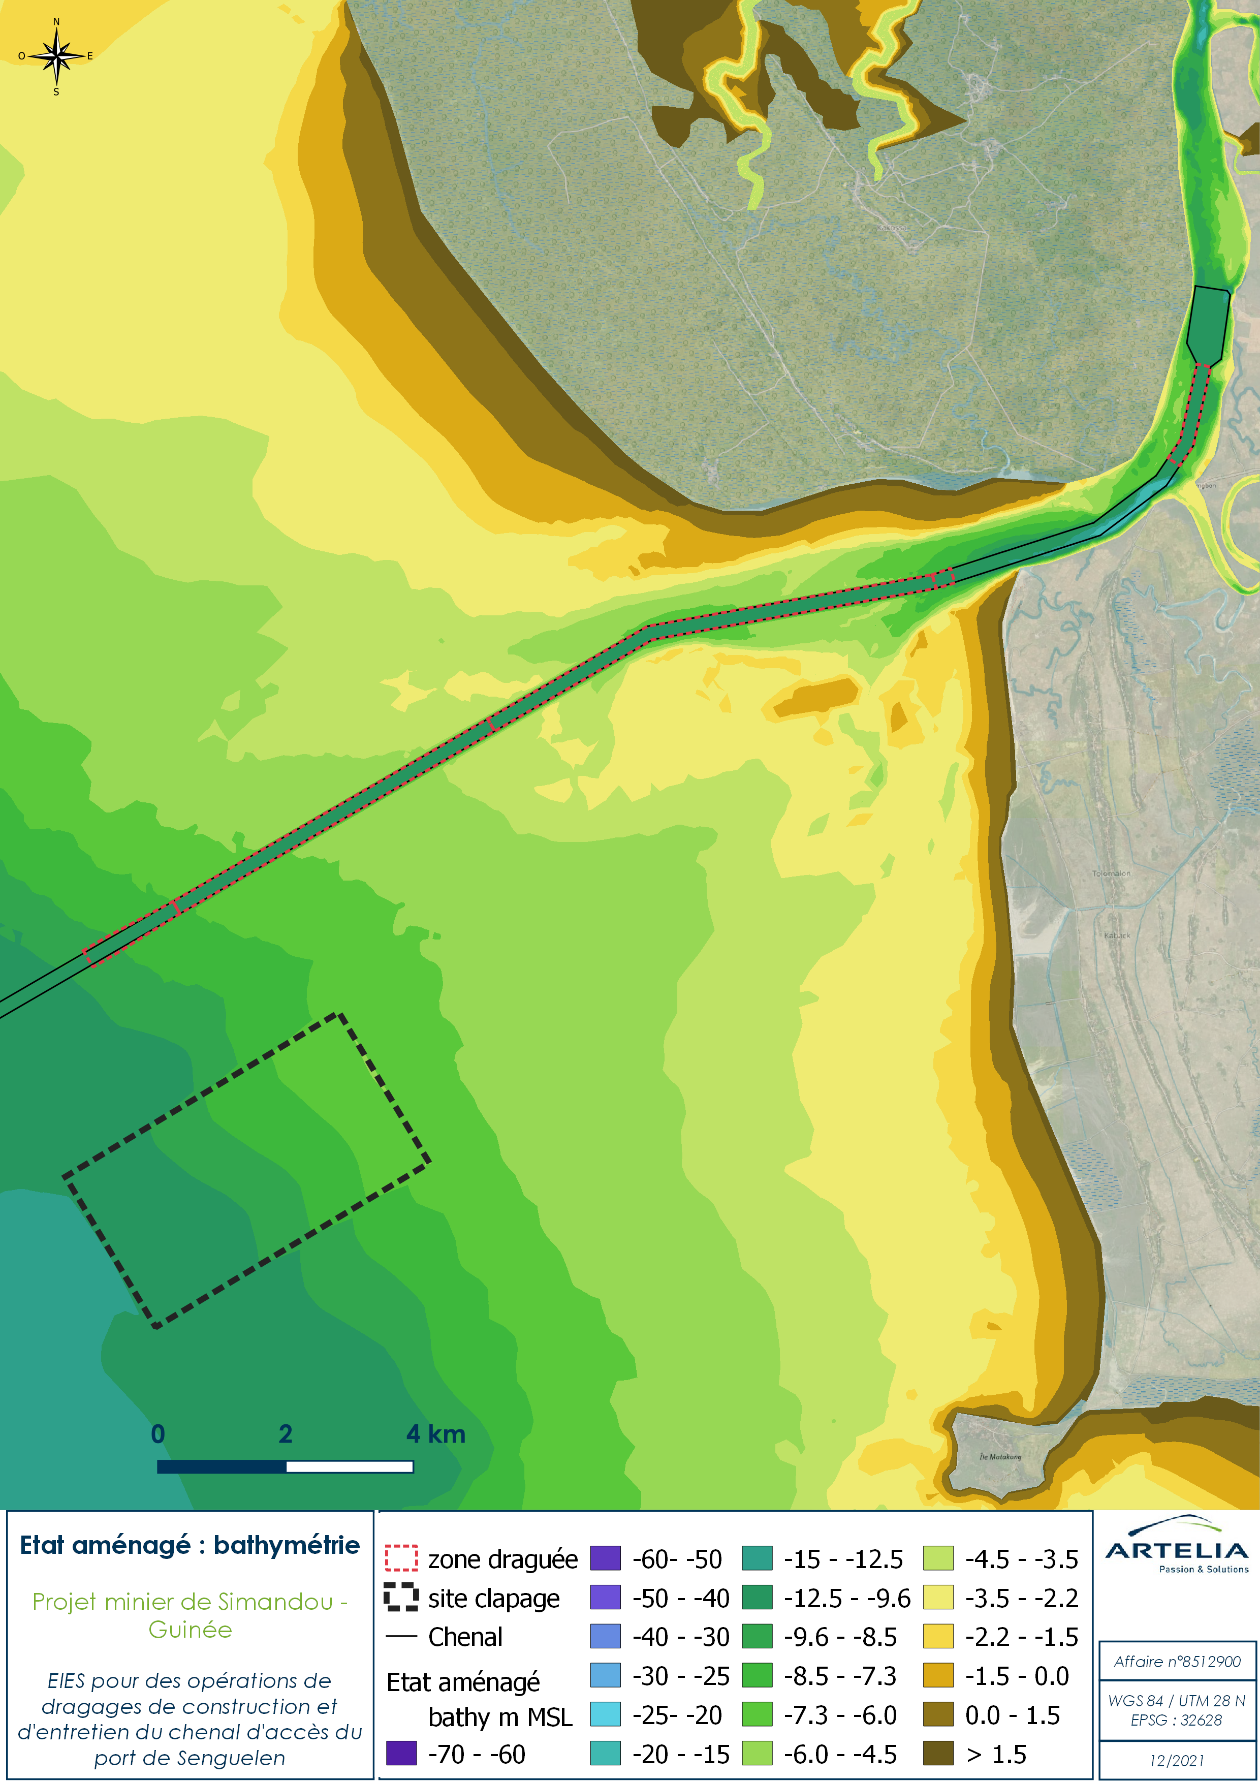 N
O
E
S
Tolomalen
Kaback
Île Matakang
0 2 4 km
Etat aménagé : bathymétrie
Projet minier de Simandou -
Guinée
EIES pour des opérations de
dragages de construction et
d'entretien du chenal d'accès du
port de Senguelen
zone draguée
site clapage
Chenal
Etat aménagé
bathy m MSL
-70 - -60
-60- -50
-50 - -40
-40 - -30
-30 - -25
-25- -20
-20 - -15
-15 - -12.5
-12.5 - -9.6
-9.6 - -8.5
-8.5 - -7.3
-7.3 - -6.0
-6.0 - -4.5
-4.5 - -3.5
-3.5 - -2.2
-2.2 - -1.5
-1.5 - 0.0
0.0 - 1.5
> 1.5
ARTELIA
Passion & Solutions
Affaire n°8512900
WGS 84 / UTM 28 N
EPSG : 32628
12/2021